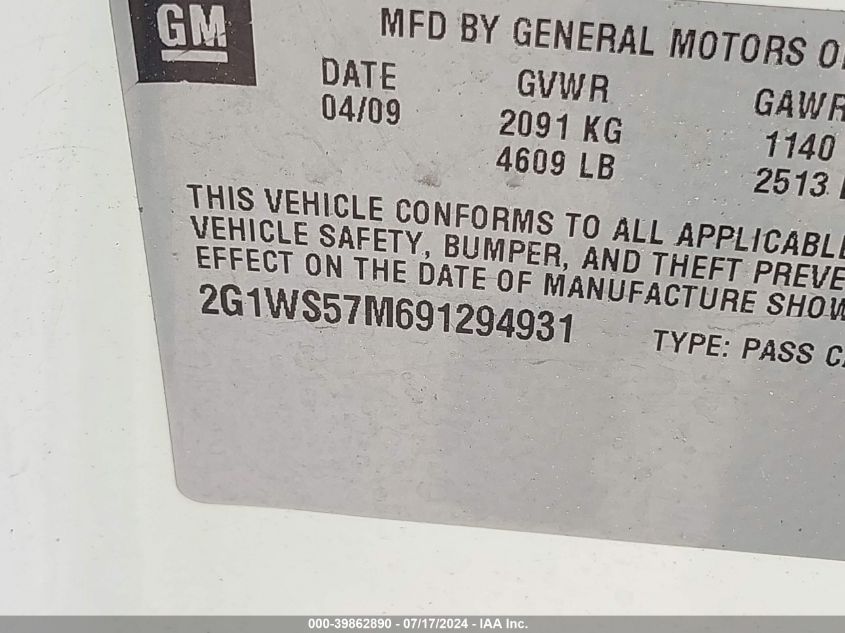 GM
MFD BY GENERAL MOTORS
DATE GVWR GAWR
04/09 2091 KG 1140
4609 LB 2513
THIS VEHICLE CONFORMS TO ALL APPLICABLE
VEHICLE SAFETY, BUMPER, AND THEFT PREVE
EFFECT ON THE DATE OF MANUFACTURE SHOW
2G1WS57M691294931
TYPE: PASS
000-39862890 - 07/17/2024 - IAA Inc.